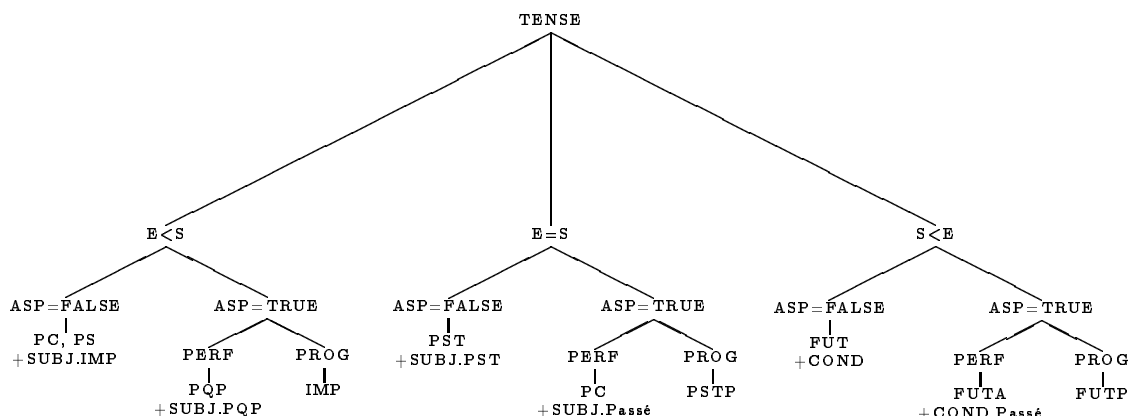 TENSE
E<S E=S S<E
ASP=FALSE ASP=TRUE ASP=FALSE ASP=TRUE ASP=FALSE ASP=TRUE
PC, PS PST FUT
+SUBJ.IMP +SUBJ.PST +COND
PERF PROG PERF PROG PERF PROG
PQP IMP PC PSTP FUTA FUTP
+SUBJ.PQP +SUBJ.Passé +COND.Passé